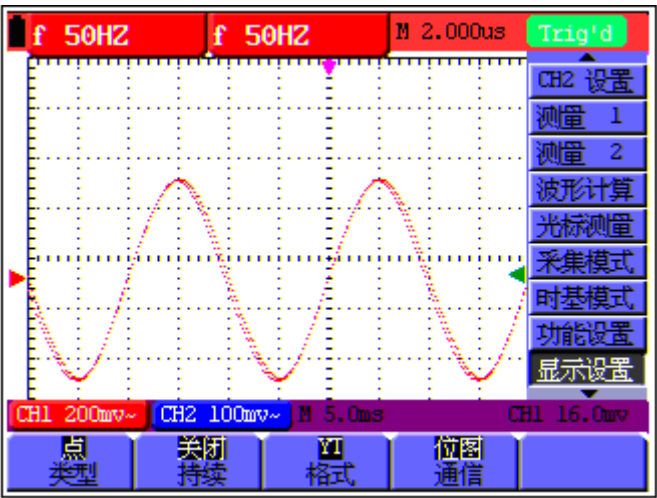 f 50HZ f 50HZ M 2.000us Trig'd
CH2 设置
测量 1
测量 2
波形计算
光标测量
采集模式
时基模式
功能设置
显示设置
CH1 200mv~ CH2 100mv~ M 5.0ms CH1 16.0mv
点 关闭 YT 位图
类型 持续 格式 通信